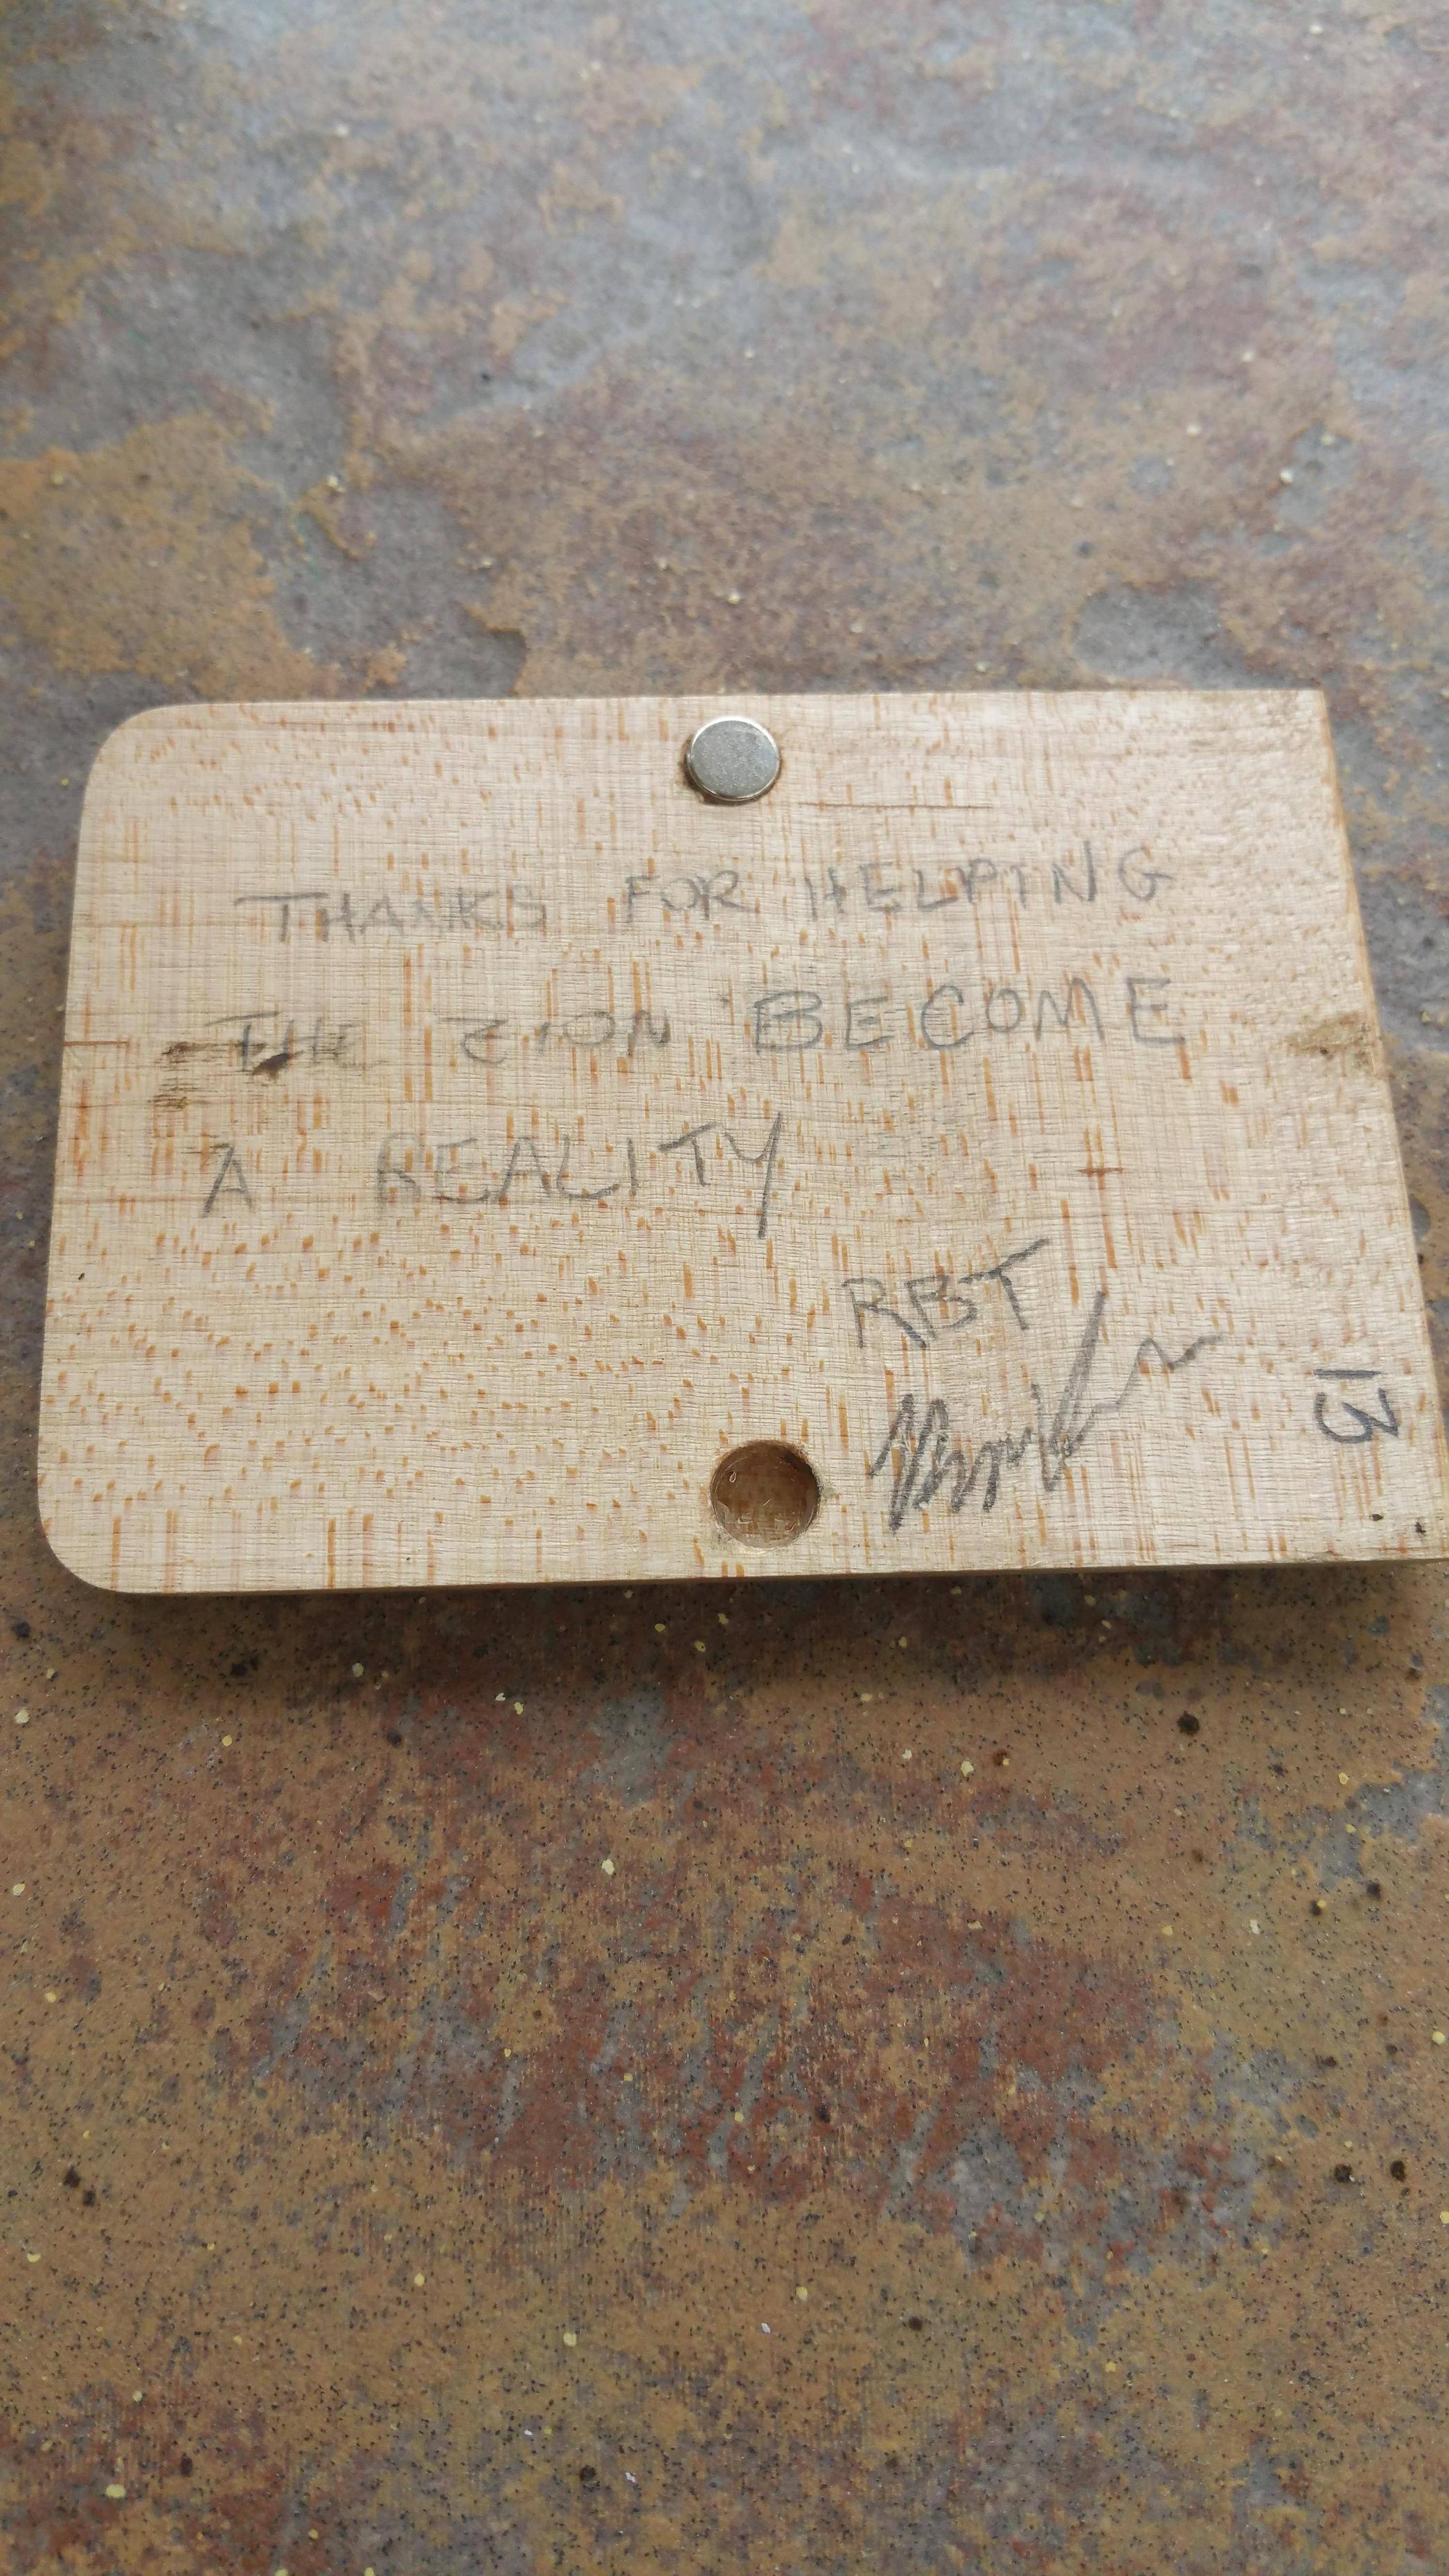 THANKS FOR HELPING
THE ZION BECOME
A REALITY
RBT
13